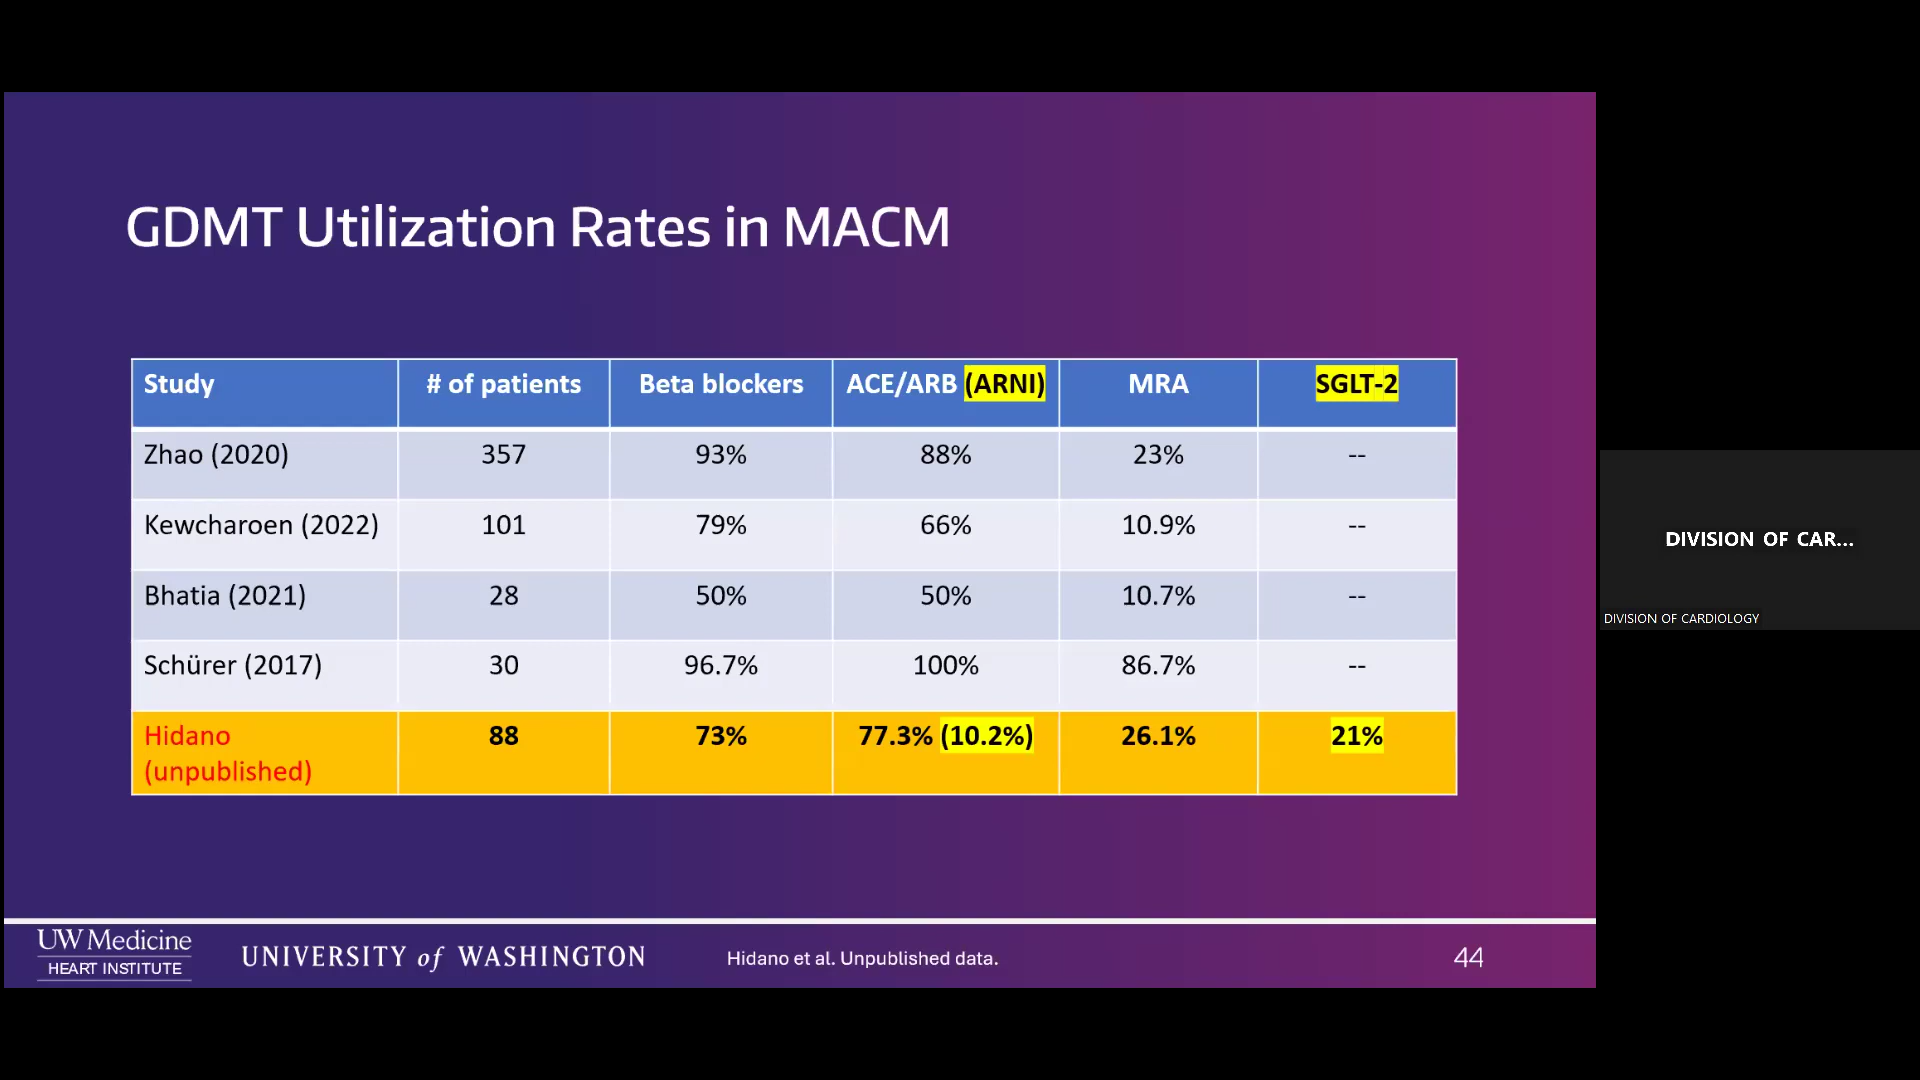 GDMT Utilization Rates in MACM
Study # of patients Beta blockers ACE/ARB (ARNI) MRA SGLT-2
Zhao (2020) 357 93% 88% 23% --
Kewcharoen (2022) 101 79% 66% 10.9% --
Bhatia (2021) 28 50% 50% 10.7% --
Schürer (2017) 30 96.7% 100% 86.7% --
Hidano 88 73% 77.3% (10.2%) 26.1% 21%
(unpublished)
DIVISION OF CAR...
DIVISION OF CARDIOLOGY
UW Medicine
HEART INSTITUTE
UNIVERSITY of WASHINGTON
Hidano et al. Unpublished data.
44